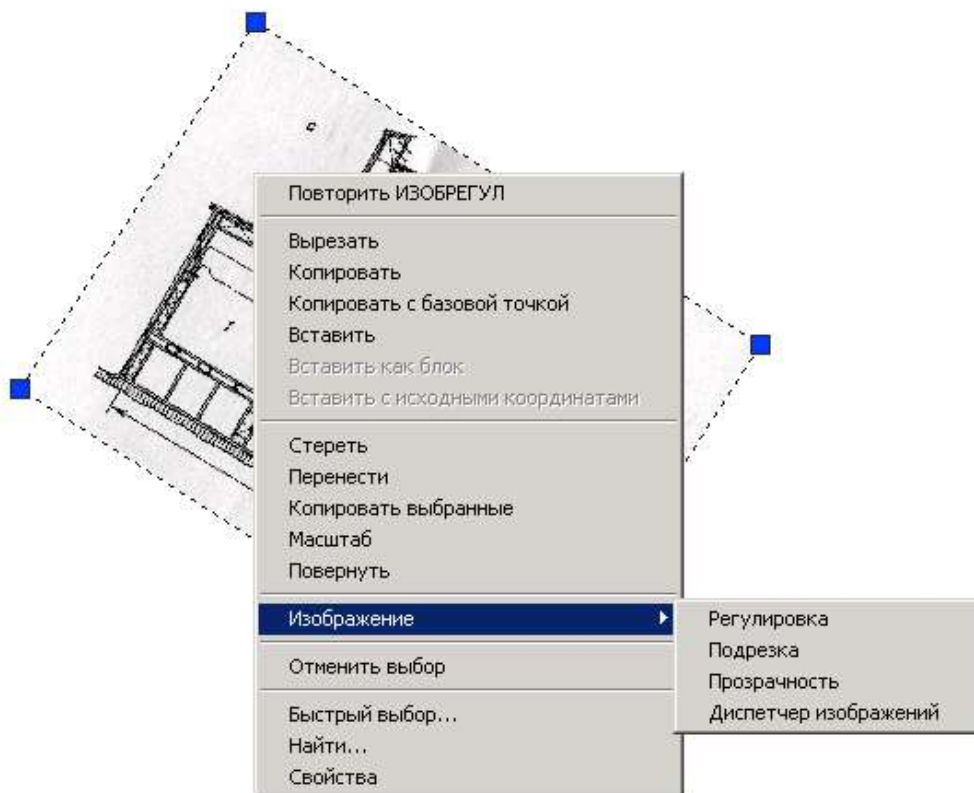 Повторить ИЗОБРЕГУЛ
Вырезать
Копировать
Копировать с базовой точкой
Вставить
Вставить как блок
Вставить с исходными координатами
Стереть
Перенести
Копировать выбранные
Масштаб
Повернуть
Изображение
Регулировка
Подрезка
Прозрачность
Диспетчер изображений
Отменить выбор
Быстрый выбор...
Найти...
Свойства